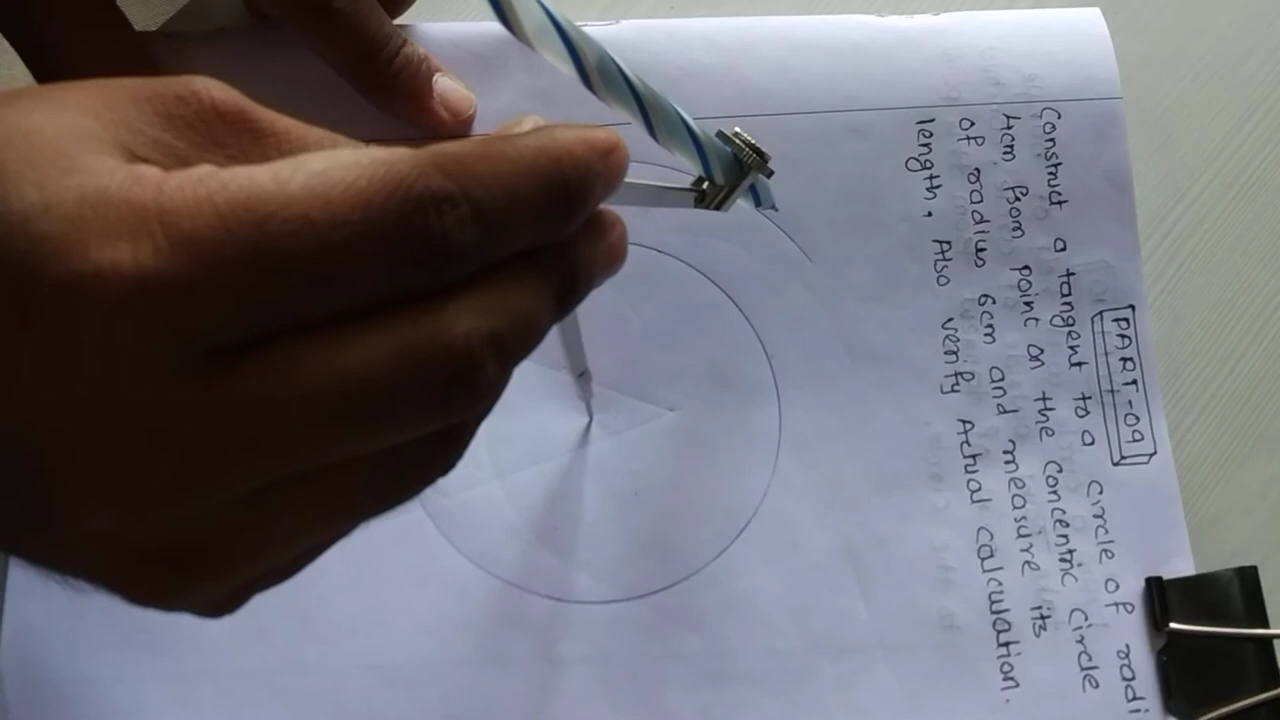 PART-09
Construct a tangent to a circle of radi
4cm from point on the concentric circle
of radius 6cm and measure its
length. Also verify Actual calculation.